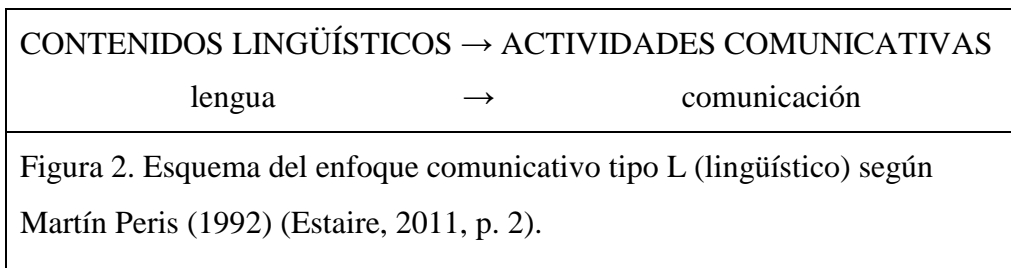 CONTENIDOS LINGÜÍSTICOS → ACTIVIDADES COMUNICATIVAS
lengua → comunicación
Figura 2. Esquema del enfoque comunicativo tipo L (lingüístico) según
Martín Peris (1992) (Estaire, 2011, p. 2).